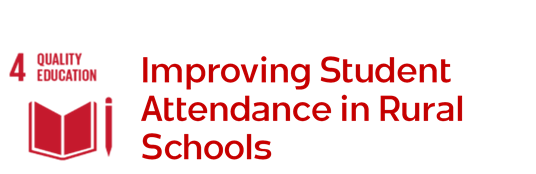 4 QUALITY
EDUCATION
Improving Student
Attendance in Rural
Schools